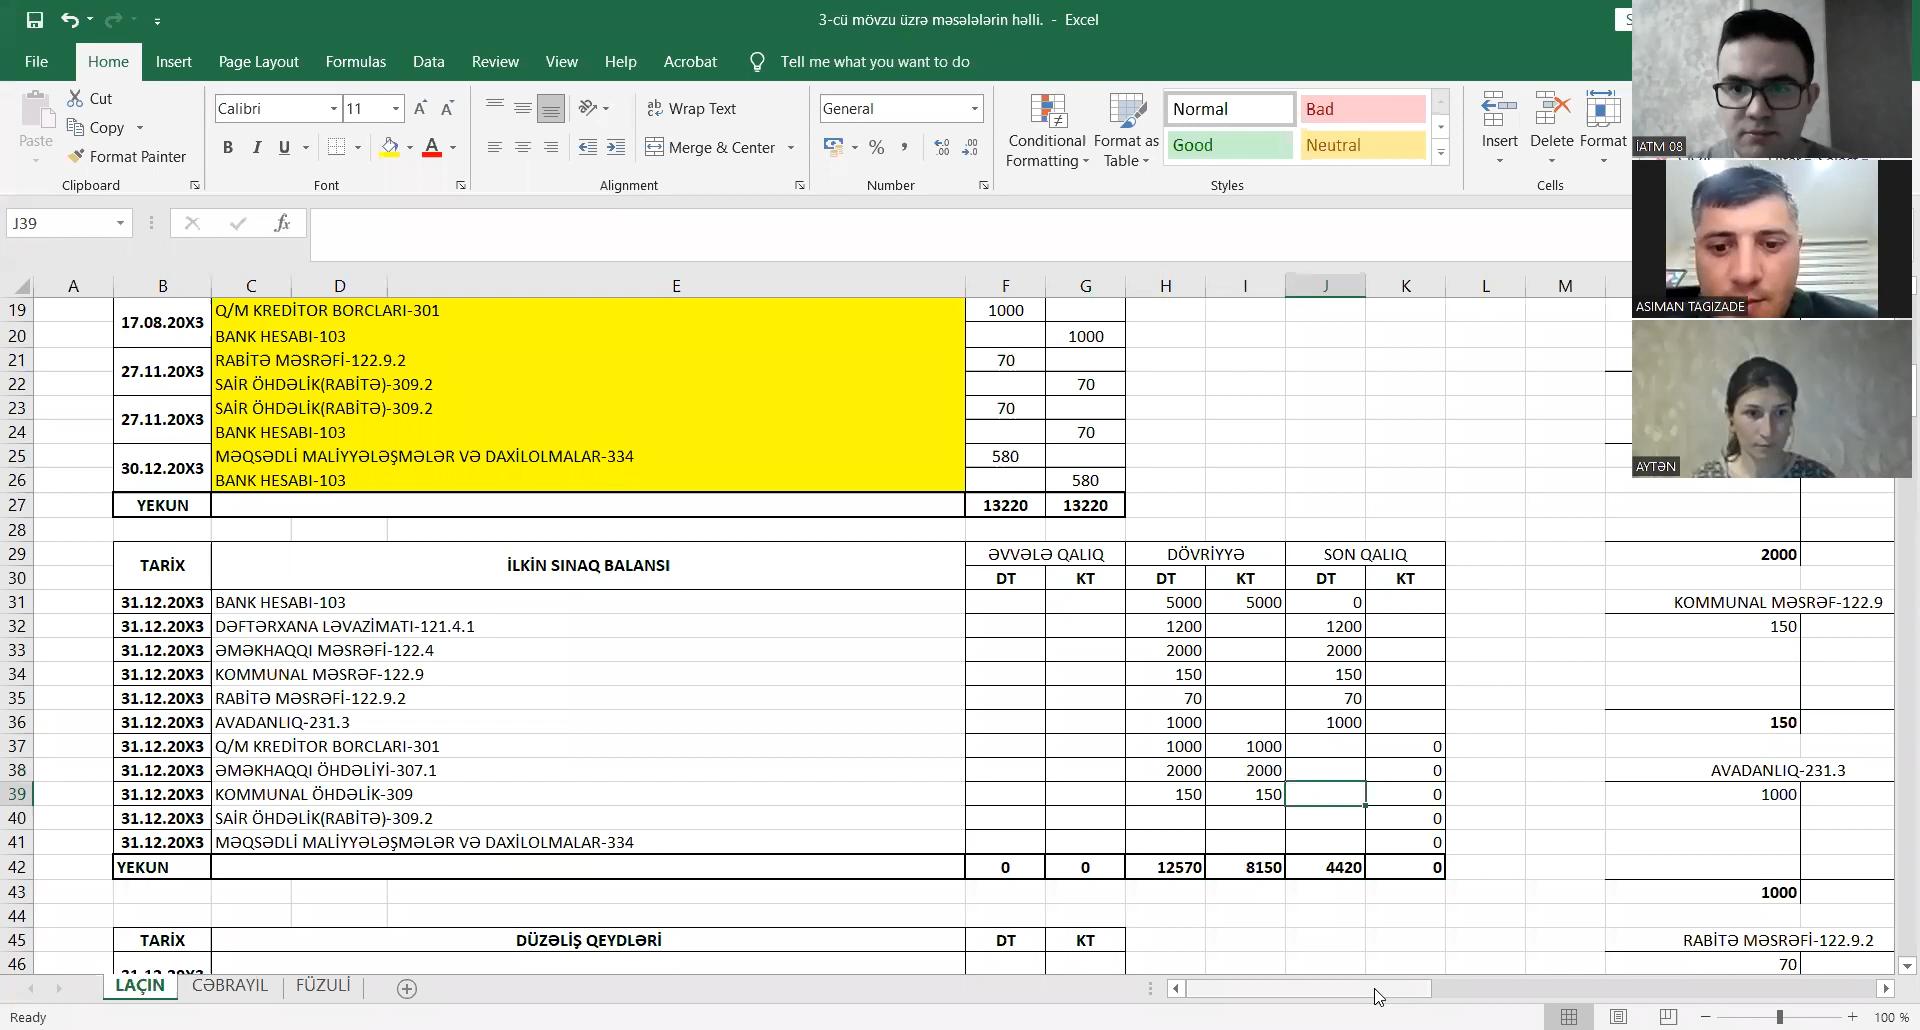 3-cü mövzu üzrə məsələlərin həlli. - Excel
File Home Insert Page Layout Formulas Data Review View Help Acrobat Tell me what you want to do
Cut
Copy
Format Painter
Paste
Clipboard
Calibri 11
B I U
Font
Wrap Text
Merge & Center
Alignment
General
Number
Conditional Formatting
Format as Table
Normal Bad
Good Neutral
Styles
Insert Delete Format
Cells
İATM 08
ASIMAN TAGIZADE
AYTƏN
J39 fx
A B C D E F G H I J K L M
19 17.08.20X3 Q/M KREDİTOR BORCLARI-301 1000
20 BANK HESABI-103 1000
21 27.11.20X3 RABİTƏ MƏSRƏFİ-122.9.2 70
22 SAİR ÖHDƏLİK(RABİTƏ)-309.2 70
23 27.11.20X3 SAİR ÖHDƏLİK(RABİTƏ)-309.2 70
24 BANK HESABI-103 70
25 30.12.20X3 MƏQSƏDLİ MALİYYƏLƏŞMƏLƏR VƏ DAXİLOLMALAR-334 580
26 BANK HESABI-103 580
27 YEKUN 13220 13220
28
29 TARİX İLKİN SINAQ BALANSI ƏVVƏLƏ QALIQ DÖVRİYYƏ SON QALIQ 2000
30 DT KT DT KT DT KT
31 31.12.20X3 BANK HESABI-103 5000 5000 0 KOMMUNAL MƏSRƏF-122.9
32 31.12.20X3 DƏFTƏRXANA LƏVAZİMATI-121.4.1 1200 1200 150
33 31.12.20X3 ƏMƏKHAQQI MƏSRƏFİ-122.4 2000 2000
34 31.12.20X3 KOMMUNAL MƏSRƏF-122.9 150 150
35 31.12.20X3 RABİTƏ MƏSRƏFİ-122.9.2 70 70
36 31.12.20X3 AVADANLIQ-231.3 1000 1000 150
37 31.12.20X3 Q/M KREDİTOR BORCLARI-301 1000 1000 0
38 31.12.20X3 ƏMƏKHAQQI ÖHDƏLİYİ-307.1 2000 2000 0 AVADANLIQ-231.3
39 31.12.20X3 KOMMUNAL ÖHDƏLİK-309 150 150 0 1000
40 31.12.20X3 SAİR ÖHDƏLİK(RABİTƏ)-309.2 0
41 31.12.20X3 MƏQSƏDLİ MALİYYƏLƏŞMƏLƏR VƏ DAXİLOLMALAR-334 0
42 YEKUN 0 0 12570 8150 4420 0
43 1000
44
45 TARİX DÜZƏLİŞ QEYDLƏRİ DT KT RABİTƏ MƏSRƏFİ-122.9.2
46 70
LAÇIN CƏBRAYIL FÜZULİ
Ready 100 %